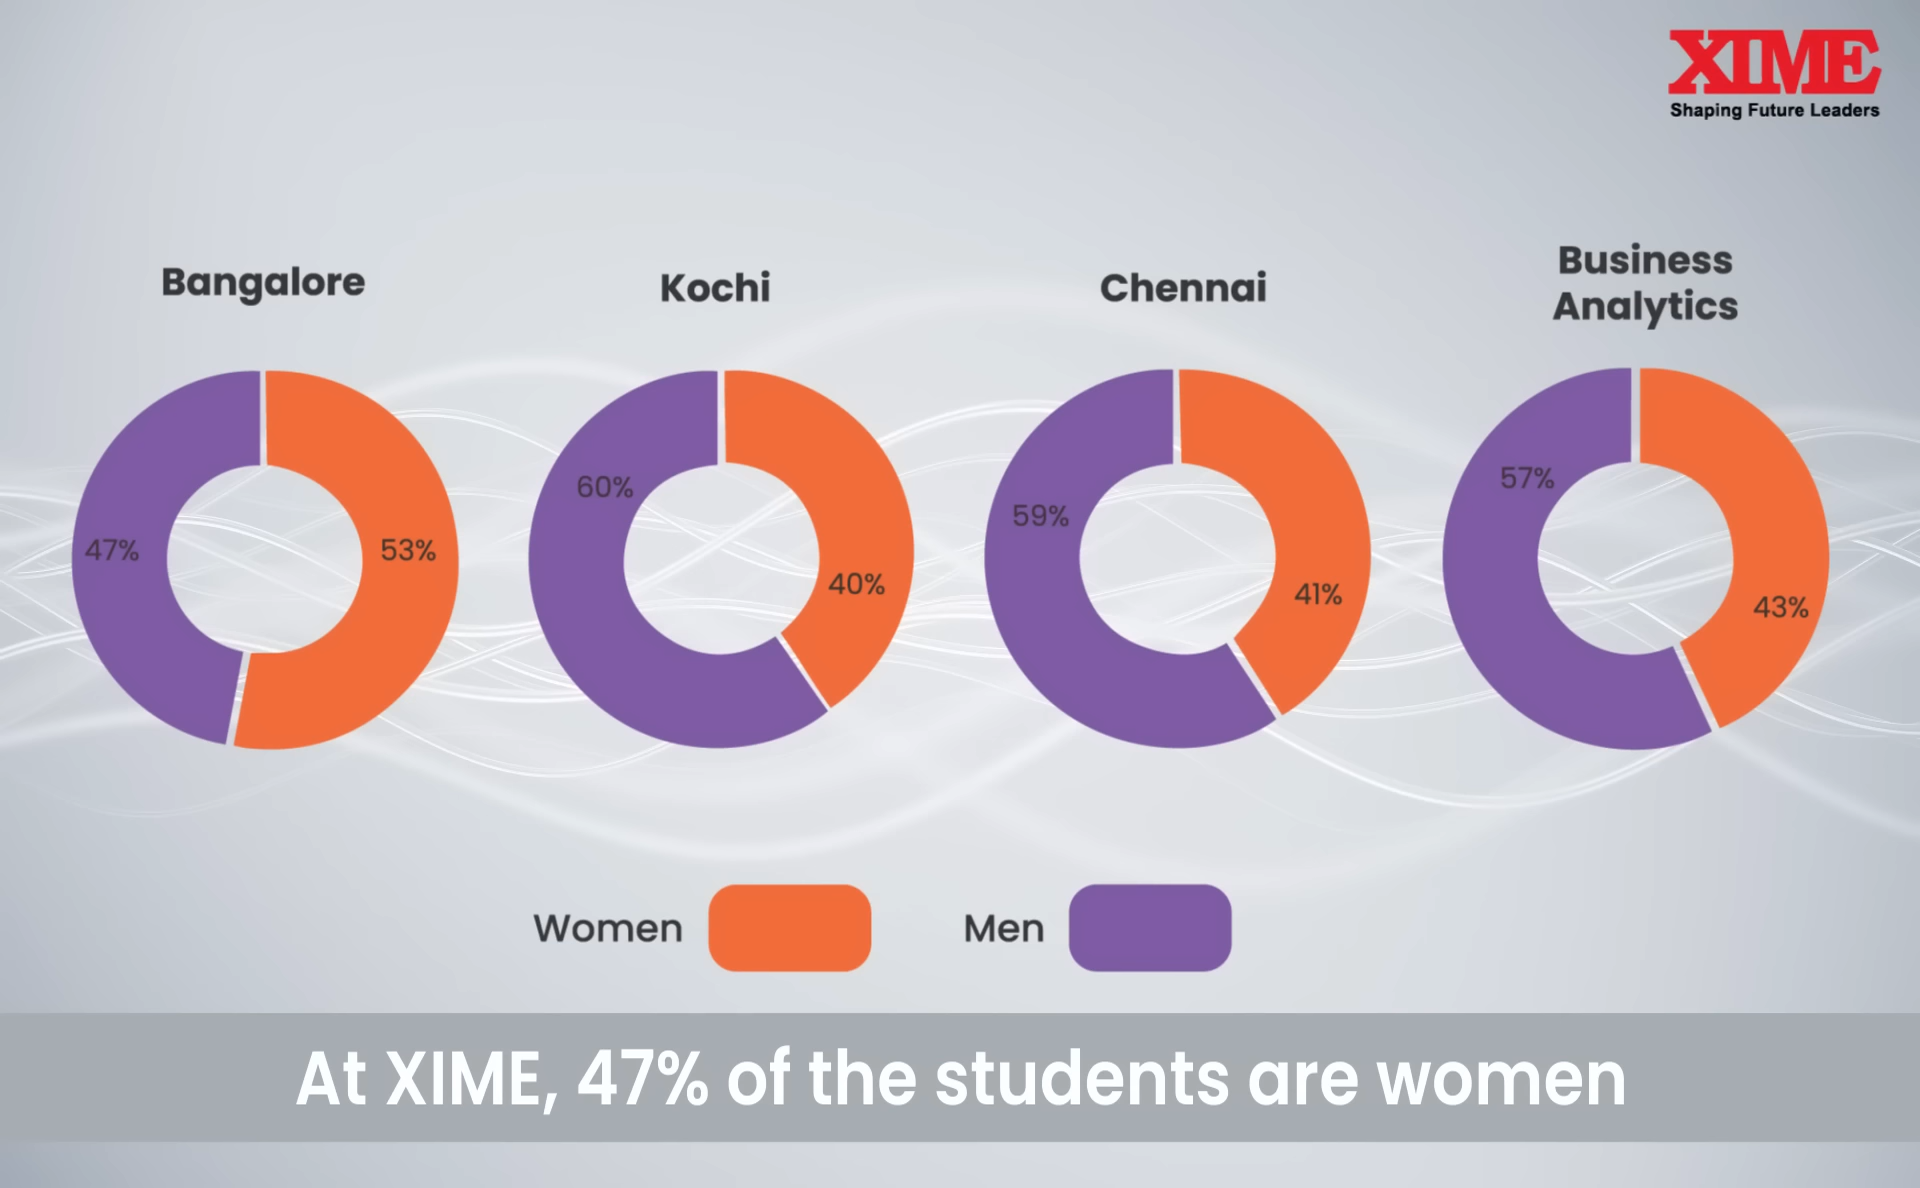 XIME
Shaping Future Leaders
Bangalore
Kochi
Chennai
Business
Analytics
47%
53%
60%
40%
59%
41%
57%
43%
Women
Men
At XIME, 47% of the students are women